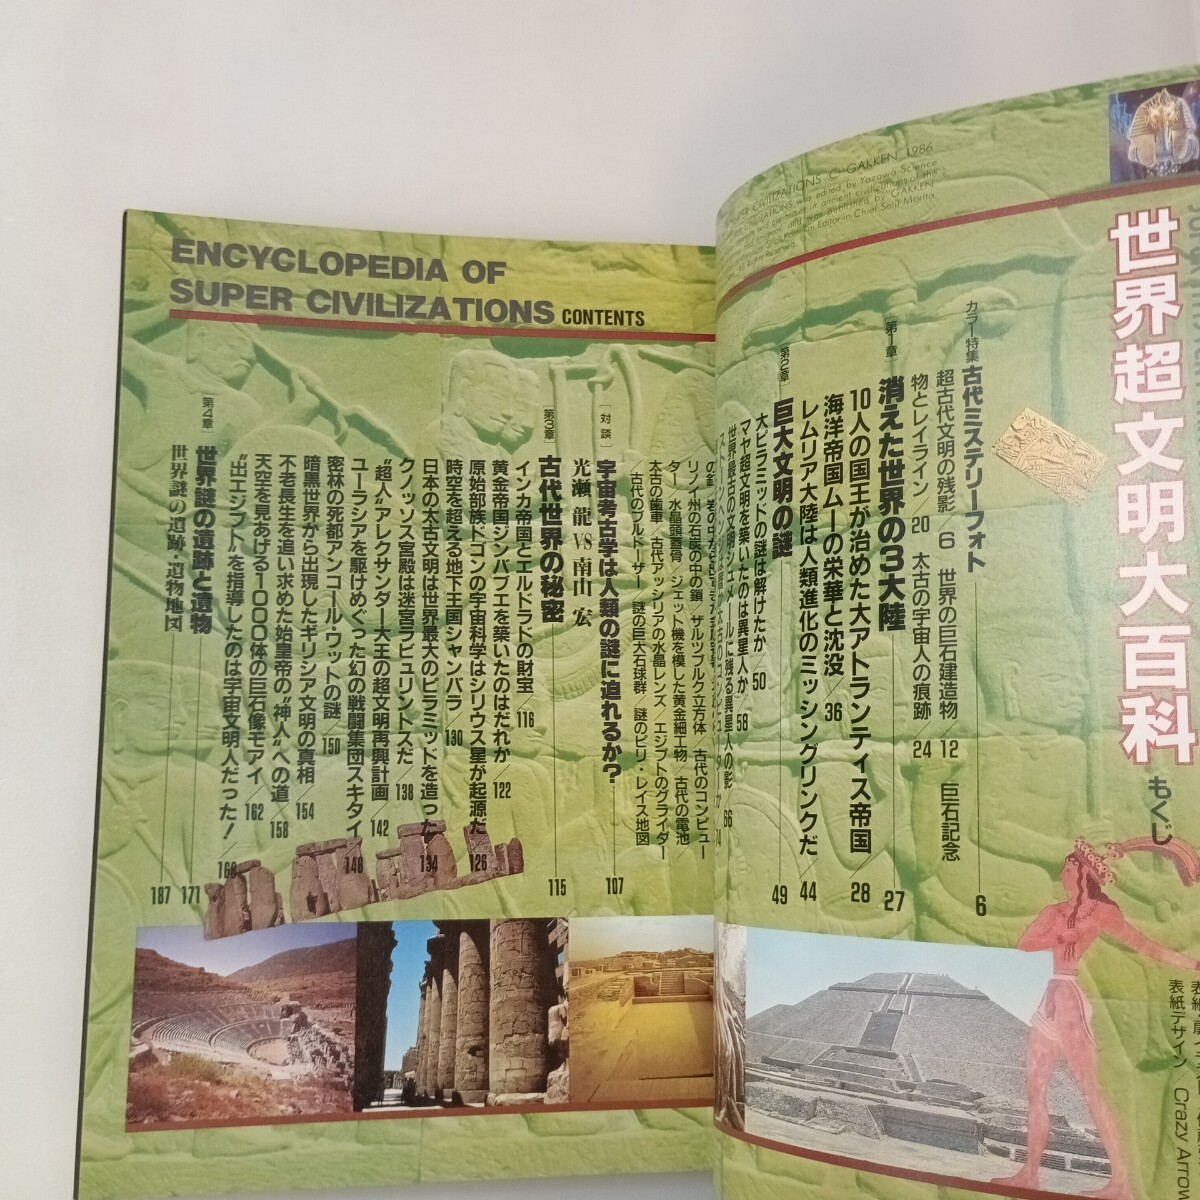 世界超文明大百科
もくじ
SUPER CIVILIZATIONS © GAKKEN 1986
カラー特集 古代ミステリーフォト 6
超古代文明の残影/6 世界の巨石建造物/12 巨石記念
物とレイライン/20 太古の宇宙人の痕跡/24
[第1章] 消えた世界の3大陸 27
10人の国王が治めた大アトランティス帝国/28
海洋帝国ムーの栄華と沈没/36
レムリア大陸は人類進化のミッシングリンクだ/44
[第2章] 巨大文明の謎 49
大ピラミッドの謎は解けたか/50
マヤ超文明を築いたのは異星人か/58
世界最古の文明シュメールに残る異星人の影/66
リノイ州の石炭の中の鎖/ザルツブルク立方体/古代のコンピュー
ター/水晶頭蓋骨/ジェット機を模した黄金細工物/古代の電池/
太古の歯車/古代アッシリアの水晶レンズ/エジプトのグライダー
/古代のブルドーザー/謎の巨大石球群/謎のピリ・レイス地図
[対談] 宇宙考古学は人類の謎に迫れるか? 107
光瀬 龍 VS 南山 宏
[第3章] 古代世界の秘密 115
インカ帝国とエルドラドの財宝/116
黄金帝国ジンバブエを築いたのはだれか/122
原始部族ドゴンの宇宙科学はシリウス星が起源だ/126
時空を超える地下王国シャンバラ/130
日本の太古文明は世界最大のピラミッドを造った/134
クノッソス宮殿は迷宮ラビュリントスだ/138
“超人”アレクサンダー大王の超文明再興計画/142
ユーラシアを駆けめぐった幻の戦闘集団スキタイ/146
密林の死都アンコール・ワットの謎/150
暗黒世界から出現したギリシア文明の真相/154
不老長生を追い求めた始皇帝の“神人”への道/158
天空を見あげる1000体の巨石像モアイ/162
“出エジプト”を指導したのは宇宙文明人だった!/166
[第4章] 世界謎の遺跡と遺物 171
世界謎の遺跡・遺物地図 187
ENCYCLOPEDIA OF
SUPER CIVILIZATIONS CONTENTS
表紙デザイン/Crazy Arrow